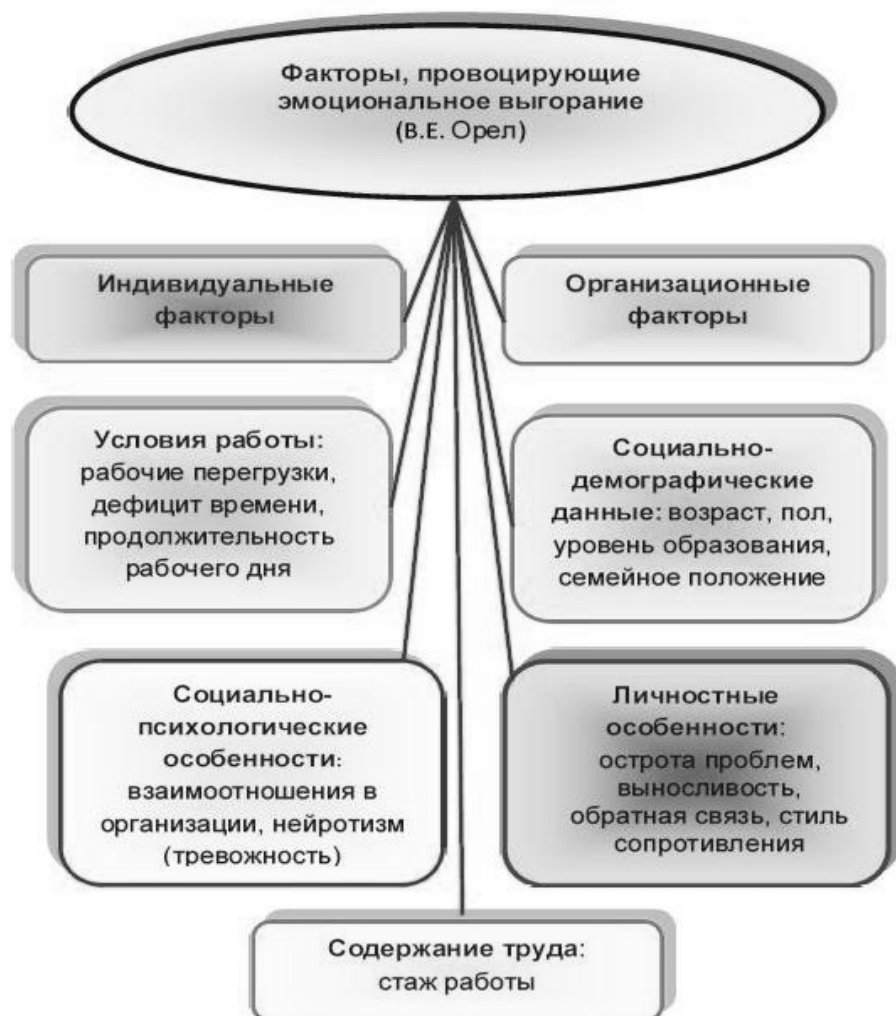 Факторы, провоцирующие
эмоциональное выгорание
(В.Е. Орел)
Индивидуальные
факторы
Организационные
факторы
Условия работы:
рабочие перегрузки,
дефицит времени,
продолжительность
рабочего дня
Социально-
демографические
данные: возраст, пол,
уровень образования,
семейное положение
Социально-
психологические
особенности:
взаимоотношения в
организации, нейротизм
(тревожность)
Личностные
особенности:
острота проблем,
выносливость,
обратная связь, стиль
сопротивления
Содержание труда:
стаж работы